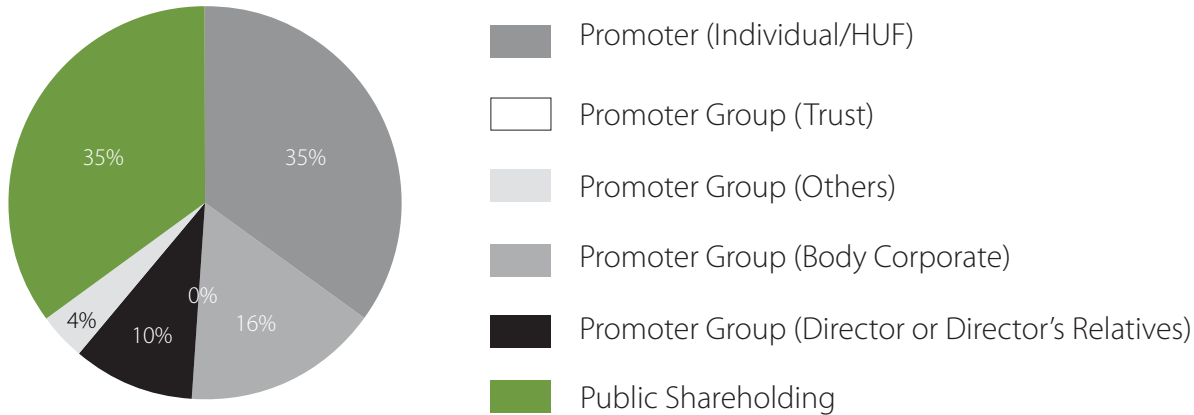 35%
35%
0%
4%
10%
16%
Promoter (Individual/HUF)
Promoter Group (Trust)
Promoter Group (Others)
Promoter Group (Body Corporate)
Promoter Group (Director or Director’s Relatives)
Public Shareholding